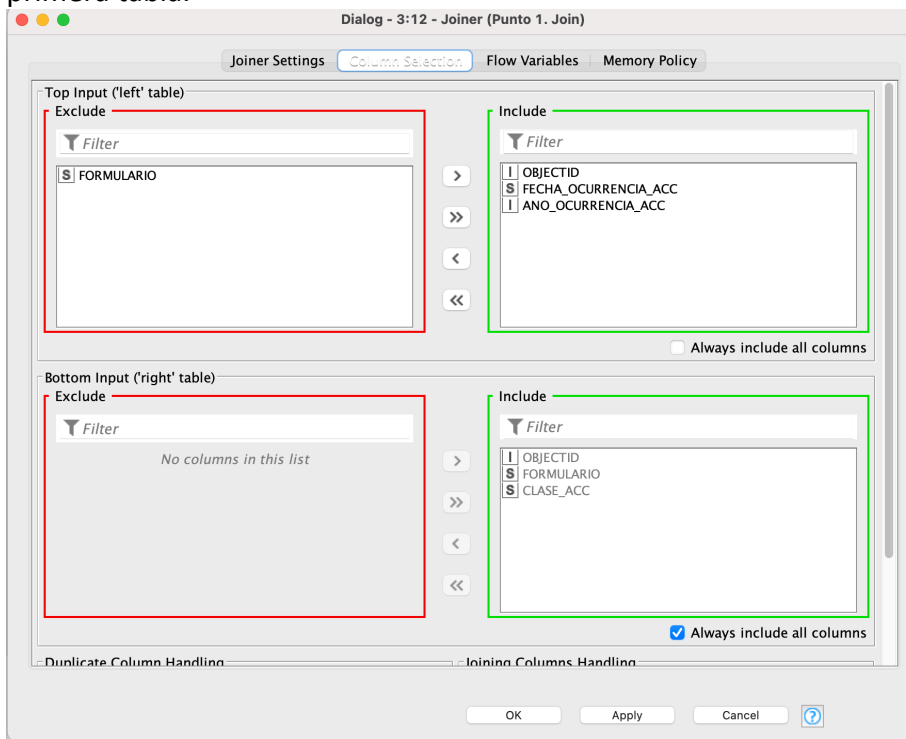 primera tabla.
Dialog - 3:12 - Joiner (Punto 1. Join)
Joiner Settings Column Selection Flow Variables Memory Policy
Top Input ('left' table)
Exclude
Filter
S FORMULARIO
>
>>
<
<<
Include
Filter
I OBJECTID
S FECHA_OCURRENCIA_ACC
I ANO_OCURRENCIA_ACC
Always include all columns
Bottom Input ('right' table)
Exclude
Filter
No columns in this list
>
>>
<
<<
Include
Filter
I OBJECTID
S FORMULARIO
S CLASE_ACC
Always include all columns
Duplicate Column Handling
Joining Columns Handling
OK Apply Cancel ?